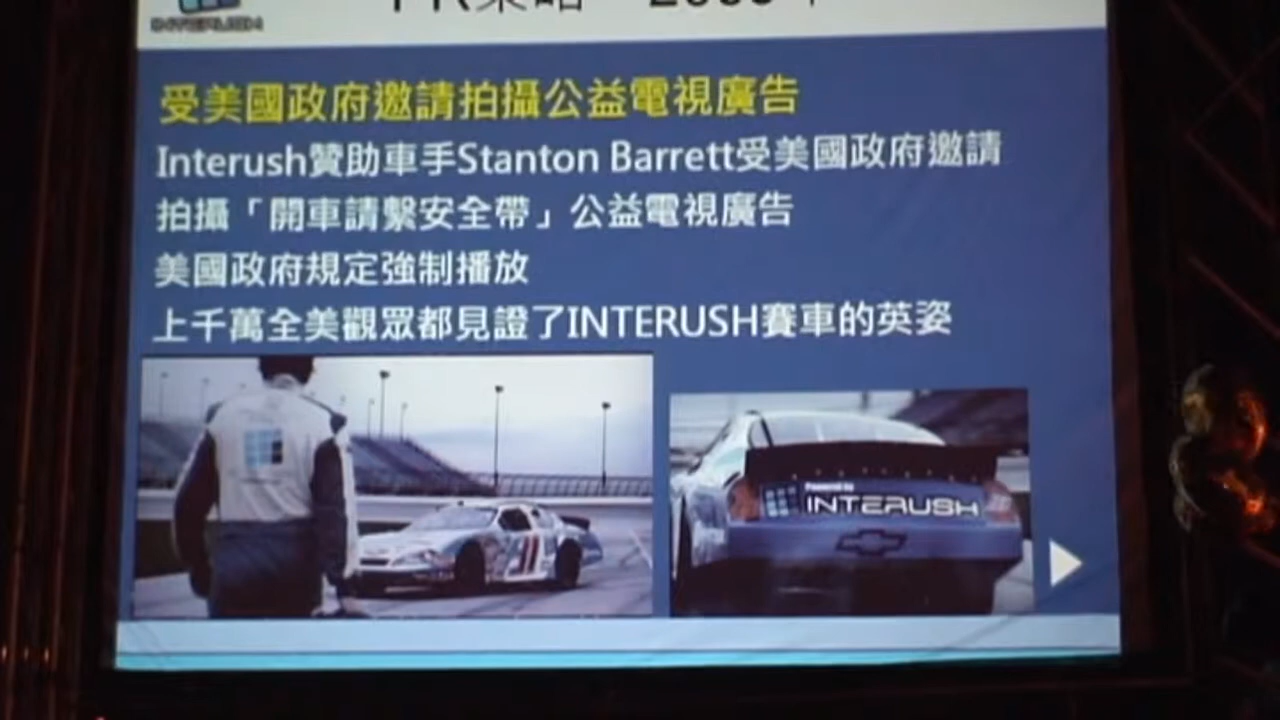 INTERUSH
受美國政府邀請拍攝公益電視廣告
Interush贊助車手Stanton Barrett受美國政府邀請
拍攝「開車請繫安全帶」公益電視廣告
美國政府規定強制播放
上千萬全美觀眾都見證了INTERUSH賽車的英姿
11
Powered by
INTERUSH